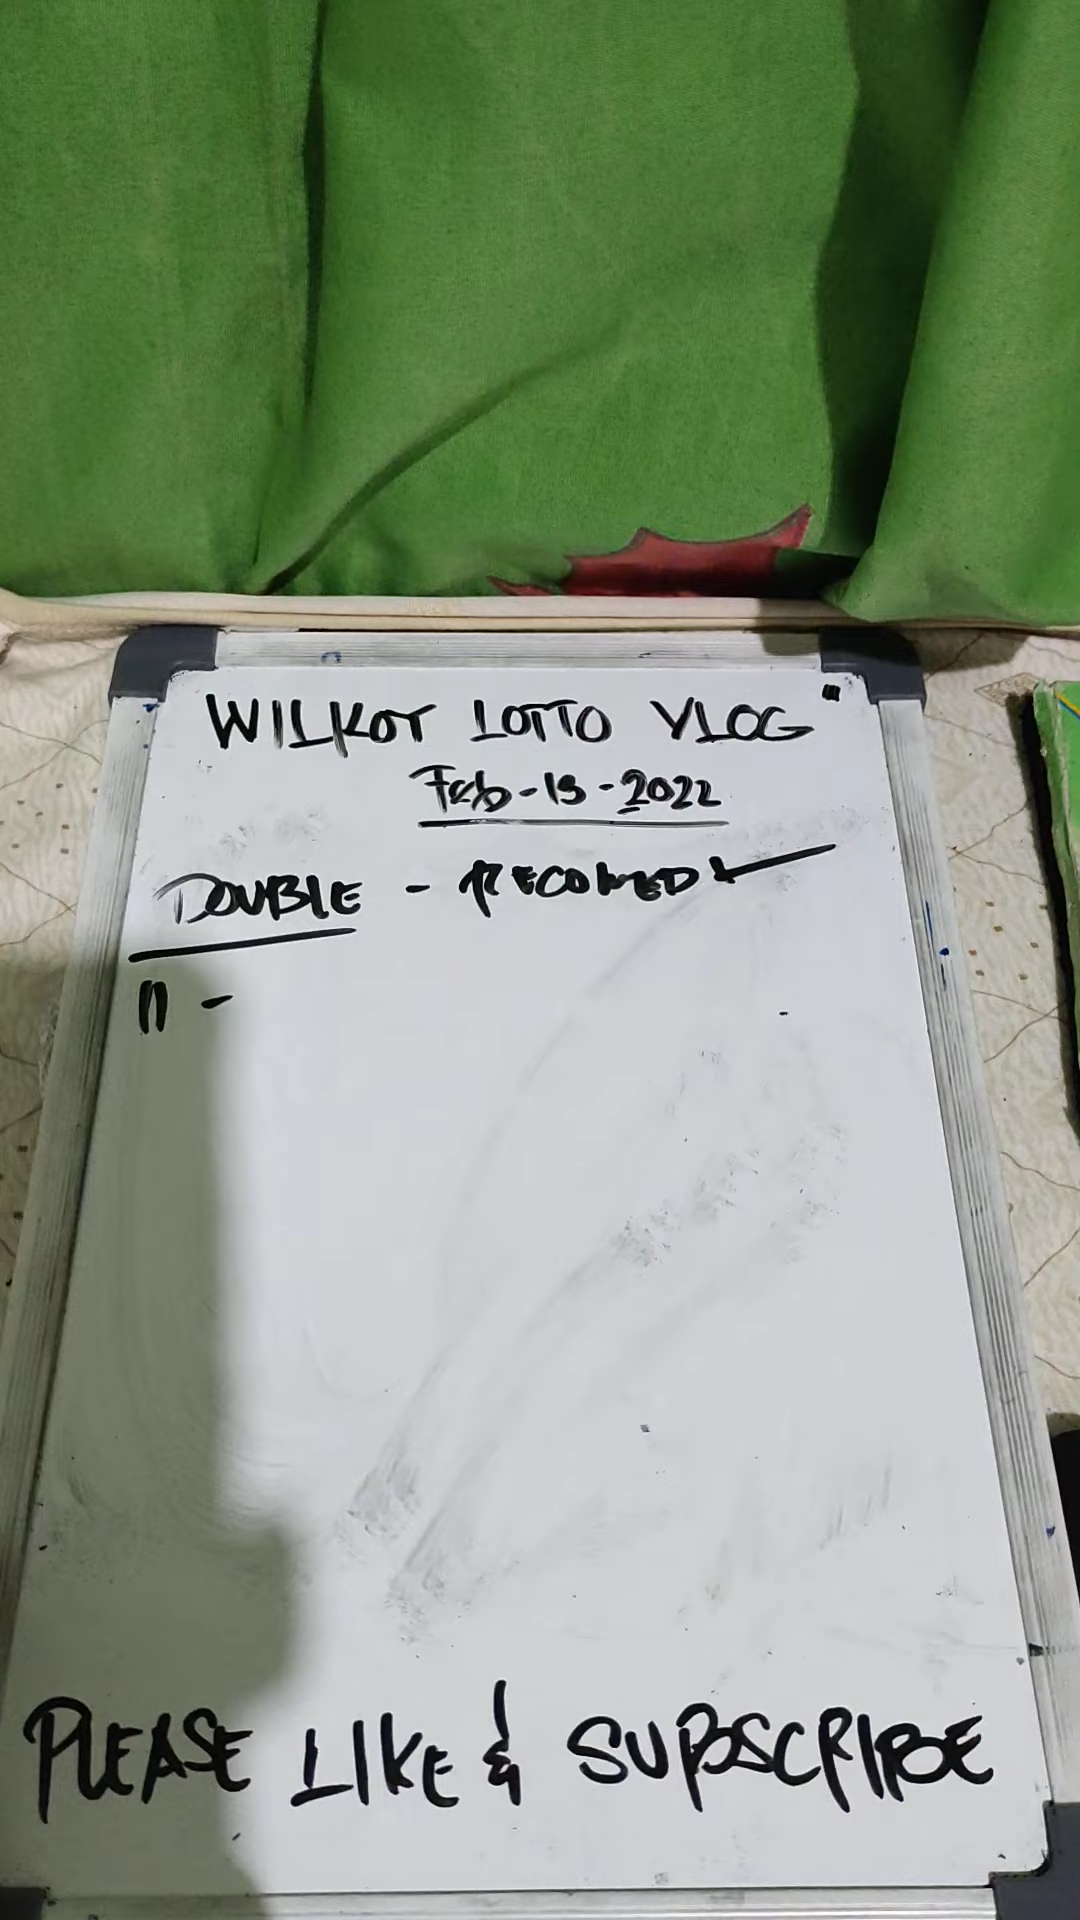 WILKOT LOTTO VLOG
Feb-13-2022
DOUBLE - RECOMED
11 -
PLEASE LIKE & SUBSCRIBE